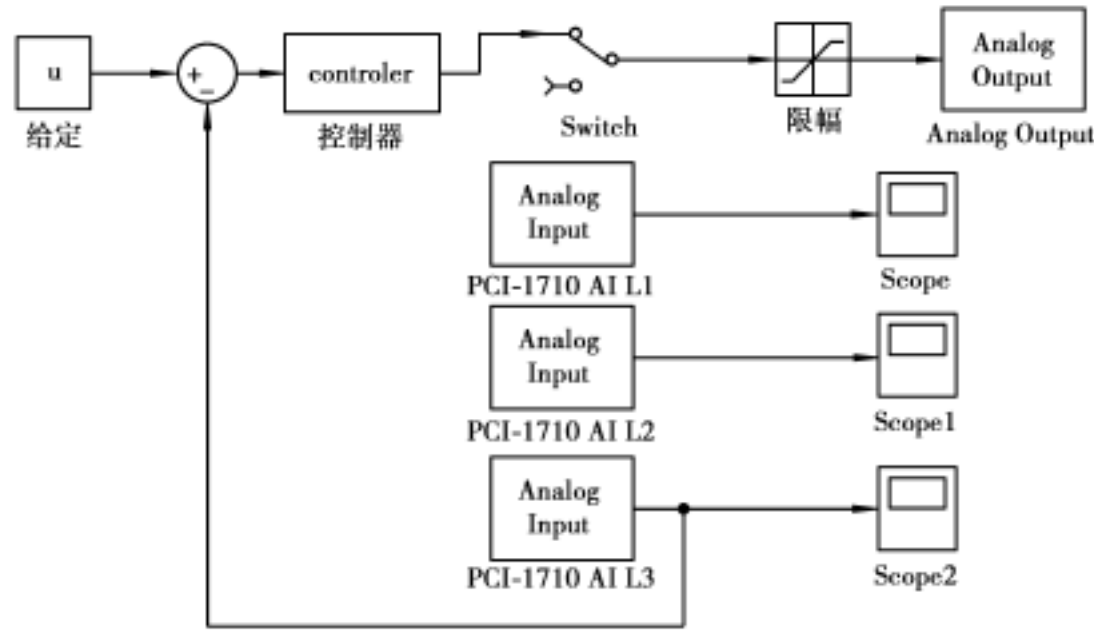 u
给定
+
−
controler
控制器
Switch
限幅
Analog
Output
Analog Output
Analog
Input
PCI-1710 AI L1
Scope
Analog
Input
PCI-1710 AI L2
Scope1
Analog
Input
PCI-1710 AI L3
Scope2